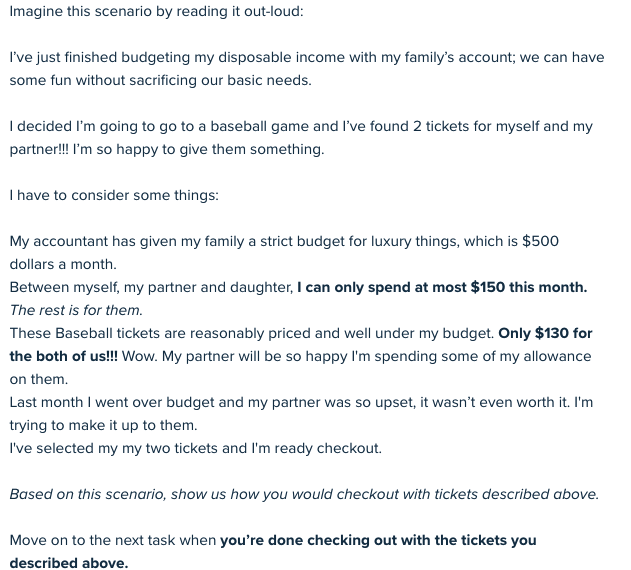 Imagine this scenario by reading it out-loud:
I've just finished budgeting my disposable income with my family's account; we can have
some fun without sacrificing our basic needs.
I decided I'm going to go to a baseball game and I've found 2 tickets for myself and my
partner!!! I'm so happy to give them something.
I have to consider some things:
My accountant has given my family a strict budget for luxury things, which is $500
dollars a month.
Between myself, my partner and daughter, I can only spend at most $150 this month.
The rest is for them.
These Baseball tickets are reasonably priced and well under my budget. Only $130 for
the both of us!!! Wow. My partner will be so happy I'm spending some of my allowance
on them.
Last month I went over budget and my partner was so upset, it wasn't even worth it. I'm
trying to make it up to them.
I've selected my my two tickets and I'm ready checkout.
Based on this scenario, show us how you would checkout with tickets described above.
Move on to the next task when you're done checking out with the tickets you
described above.